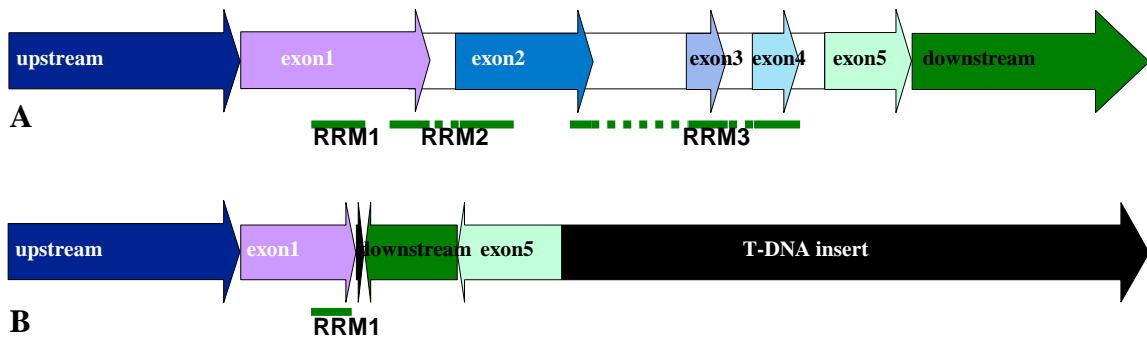 upstream exon1 exon2 exon3 exon4 exon5 downstream
A
RRM1 RRM2 RRM3
upstream exon1 downstream exon5 T-DNA insert
B
RRM1